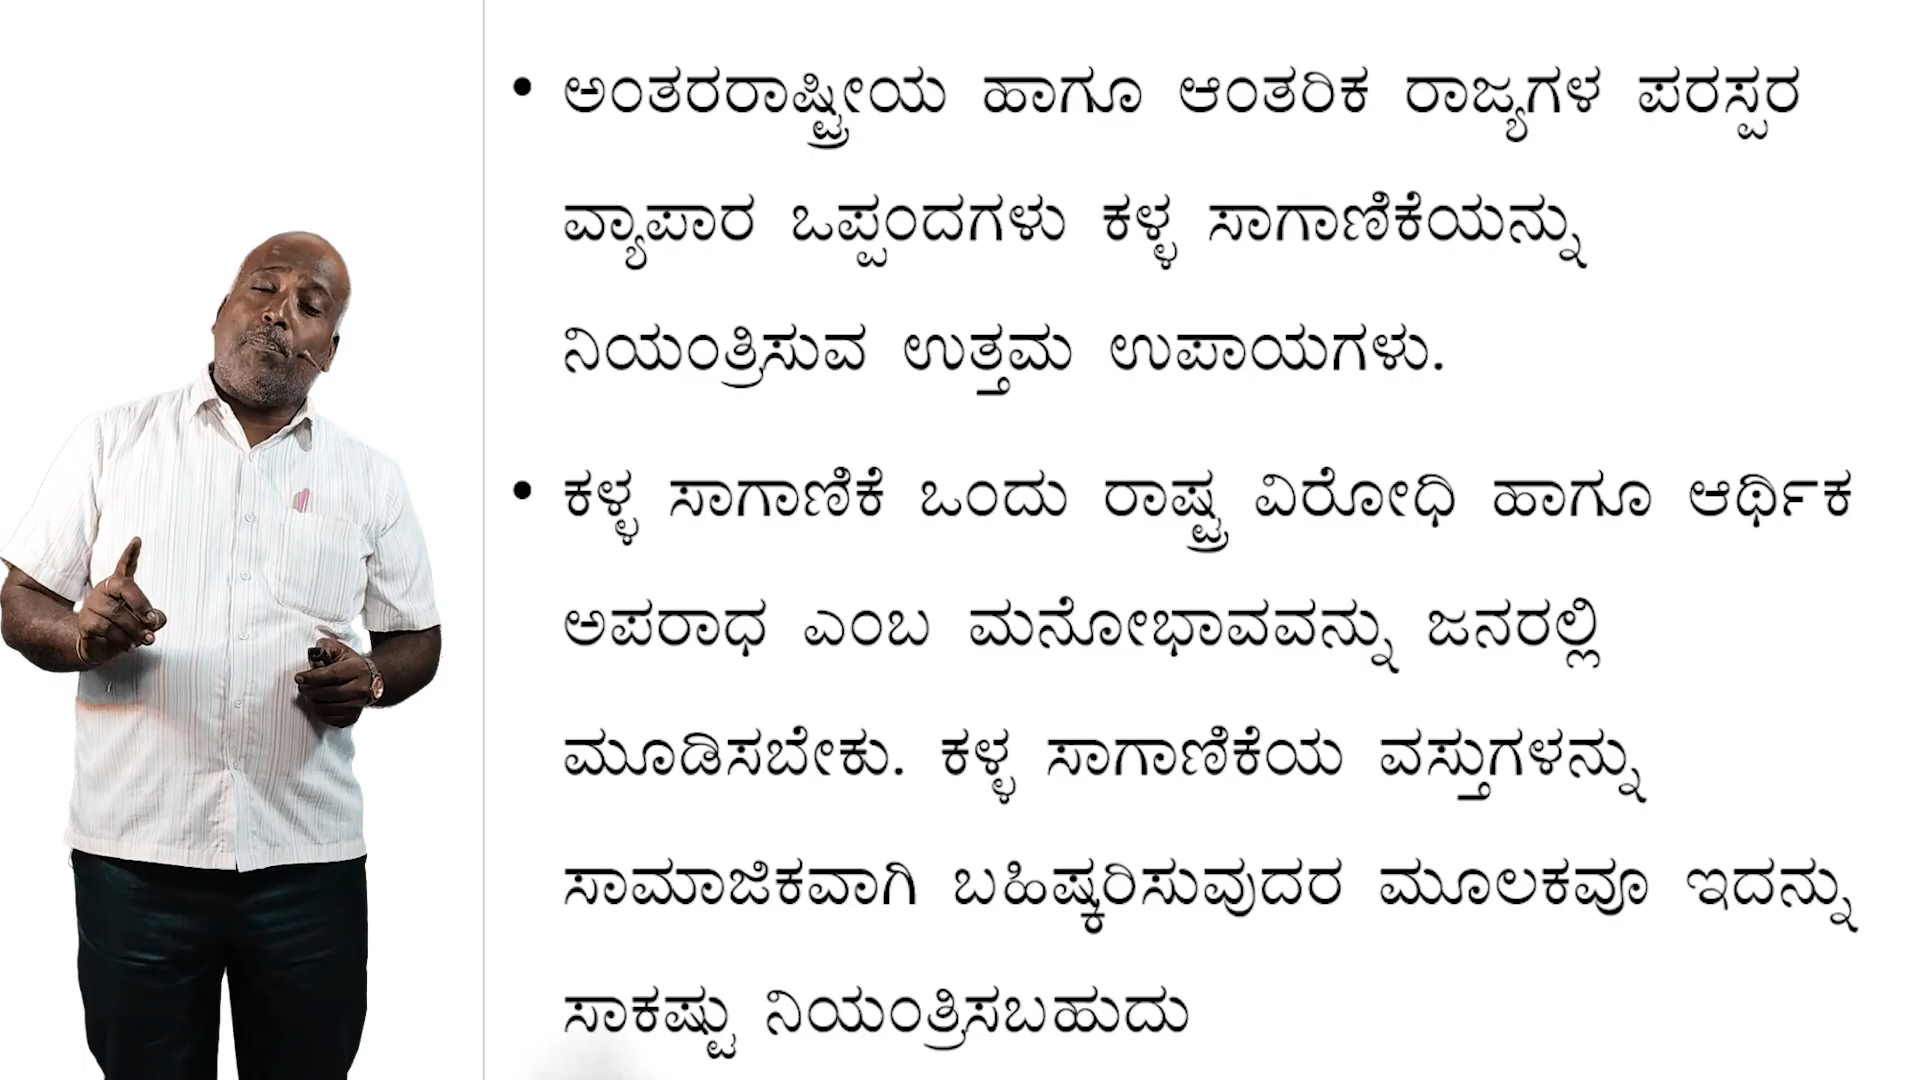 • ಅಂತರರಾಷ್ಟ್ರೀಯ ಹಾಗೂ ಆಂತರಿಕ ರಾಜ್ಯಗಳ ಪರಸ್ಪರ
ವ್ಯಾಪಾರ ಒಪ್ಪಂದಗಳು ಕಳ್ಳ ಸಾಗಾಣಿಕೆಯನ್ನು
ನಿಯಂತ್ರಿಸುವ ಉತ್ತಮ ಉಪಾಯಗಳು.
• ಕಳ್ಳ ಸಾಗಾಣಿಕೆ ಒಂದು ರಾಷ್ಟ್ರ ವಿರೋಧಿ ಹಾಗೂ ಆರ್ಥಿಕ
ಅಪರಾಧ ಎಂಬ ಮನೋಭಾವವನ್ನು ಜನರಲ್ಲಿ
ಮೂಡಿಸಬೇಕು. ಕಳ್ಳ ಸಾಗಾಣಿಕೆಯ ವಸ್ತುಗಳನ್ನು
ಸಾಮಾಜಿಕವಾಗಿ ಬಹಿಷ್ಕರಿಸುವುದರ ಮೂಲಕವೂ ಇದನ್ನು
ಸಾಕಷ್ಟು ನಿಯಂತ್ರಿಸಬಹುದು